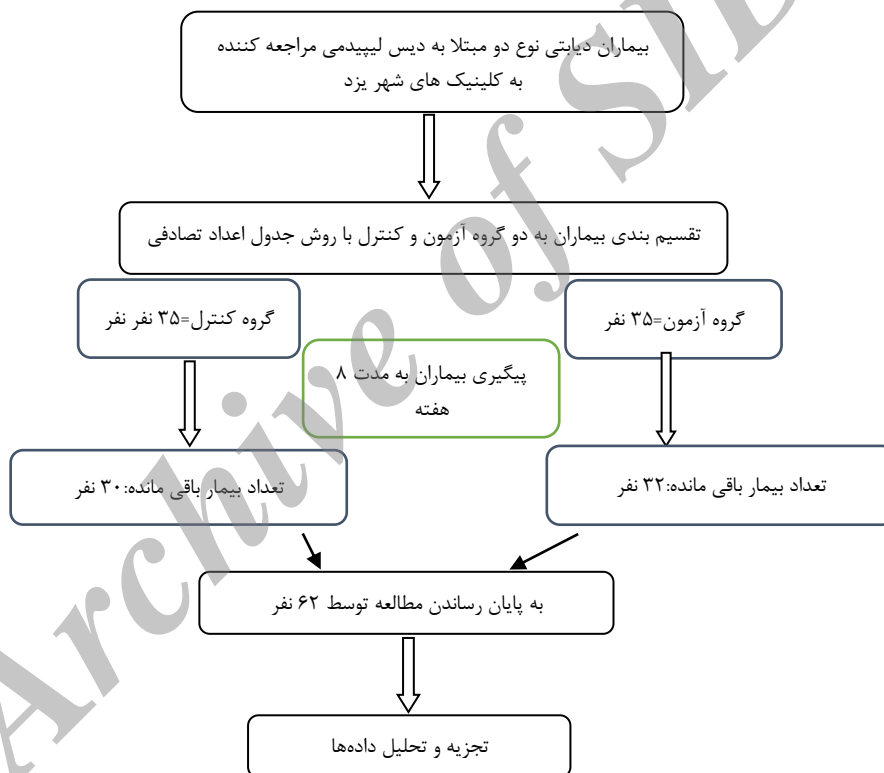 بیماران دیابتی نوع دو مبتلا به دیس لیپیدمی مراجعه کننده
به کلینیک های شهر یزد
تقسیم بندی بیماران به دو گروه آزمون و کنترل با روش جدول اعداد تصادفی
گروه آزمون=۳۵ نفر
گروه کنترل=۳۵ نفر نفر
پیگیری بیماران به مدت ۸
هفته
تعداد بیمار باقی مانده:۳۲ نفر
تعداد بیمار باقی مانده:۳۰ نفر
به پایان رساندن مطالعه توسط ۶۲ نفر
تجزیه و تحلیل داده‌ها
Archive of SID